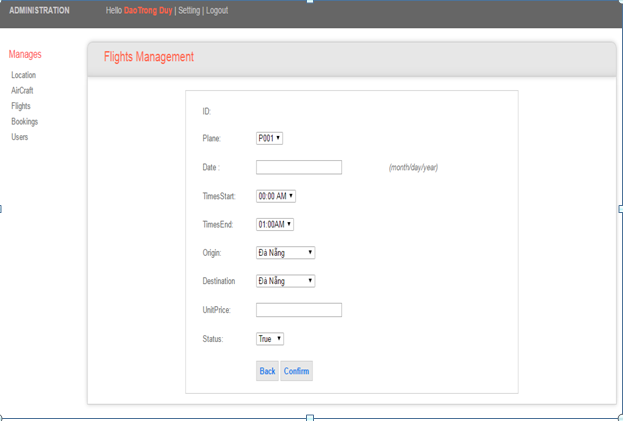 ADMINISTRATION Hello DaoTrong Duy | Setting | Logout
Manages
Location
AirCraft
Flights
Bookings
Users
Flights Management
ID:
Plane: P001
Date : (month/day/year)
TimesStart: 00:00 AM
TimesEnd: 01:00AM
Origin: Đà Nẵng
Destination Đà Nẵng
UnitPrice:
Status: True
Back Confirm